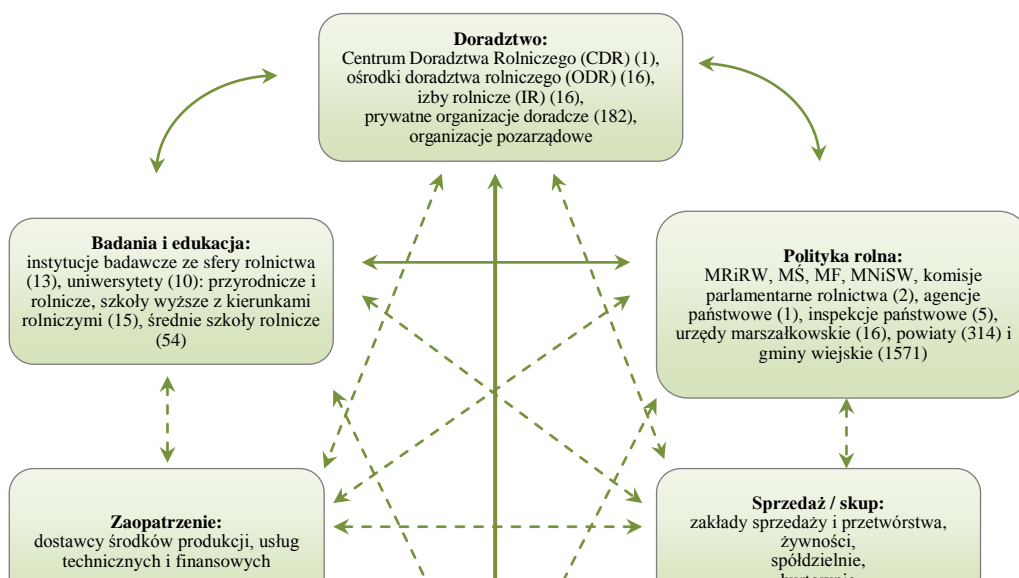 Doradztwo:
Centrum Doradztwa Rolniczego (CDR) (1),
ośrodki doradztwa rolniczego (ODR) (16),
izby rolnicze (IR) (16),
prywatne organizacje doradcze (182),
organizacje pozarządowe
Badania i edukacja:
instytucje badawcze ze sfery rolnictwa
(13), uniwersytety (10): przyrodnicze i
rolnicze, szkoły wyższe z kierunkami
rolniczymi (15), średnie szkoły rolnicze
(54)
Polityka rolna:
MRiRW, MŚ, MF, MNiSW, komisje
parlamentarne rolnictwa (2), agencje
państwowe (1), inspekcje państwowe (5),
urzędy marszałkowskie (16), powiaty (314) i
gminy wiejskie (1571)
Zaopatrzenie:
dostawcy środków produkcji, usług
technicznych i finansowych
Sprzedaż / skup:
zakłady sprzedaży i przetwórstwa,
żywności,
spółdzielnie,